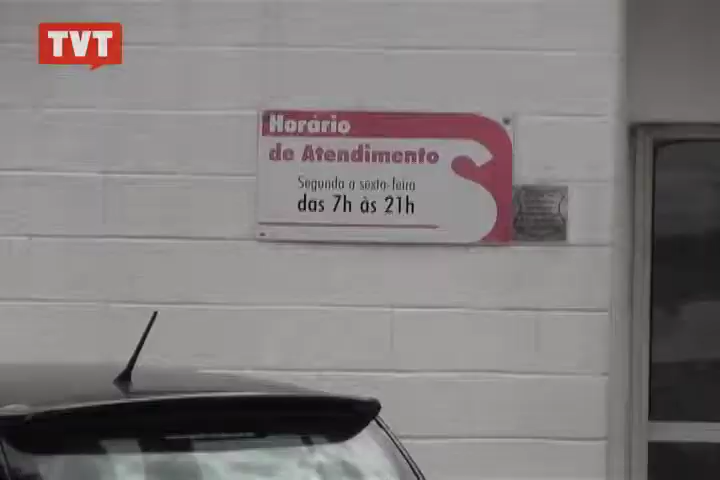 TVT
Horário
de Atendimento
Segunda a sexta-feira
das 7h às 21h